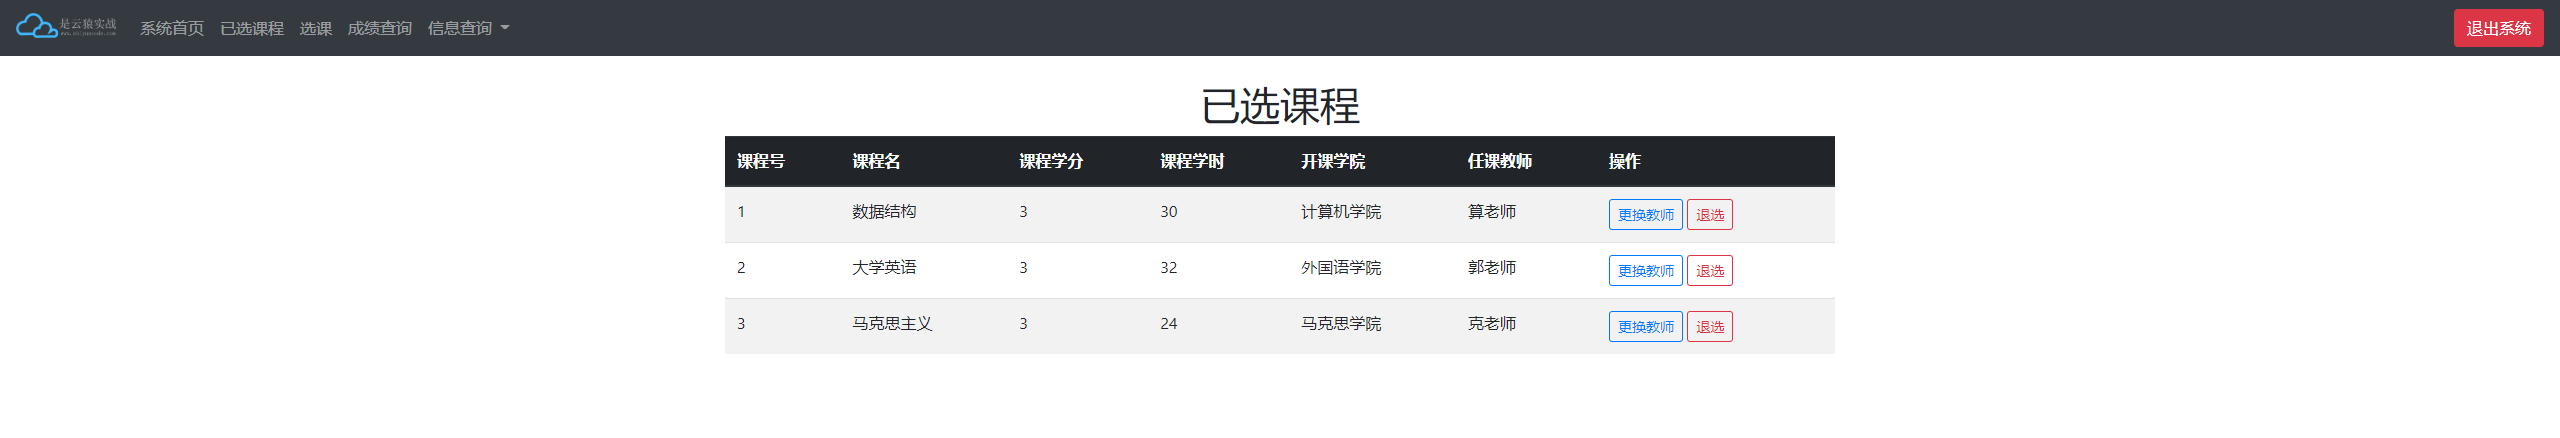 是云猿实战
系统首页 已选课程 选课 成绩查询 信息查询
退出系统
已选课程
课程号 课程名 课程学分 课程学时 开课学院 任课教师 操作
1 数据结构 3 30 计算机学院 算老师 更换教师 退选
2 大学英语 3 32 外国语学院 郭老师 更换教师 退选
3 马克思主义 3 24 马克思学院 克老师 更换教师 退选